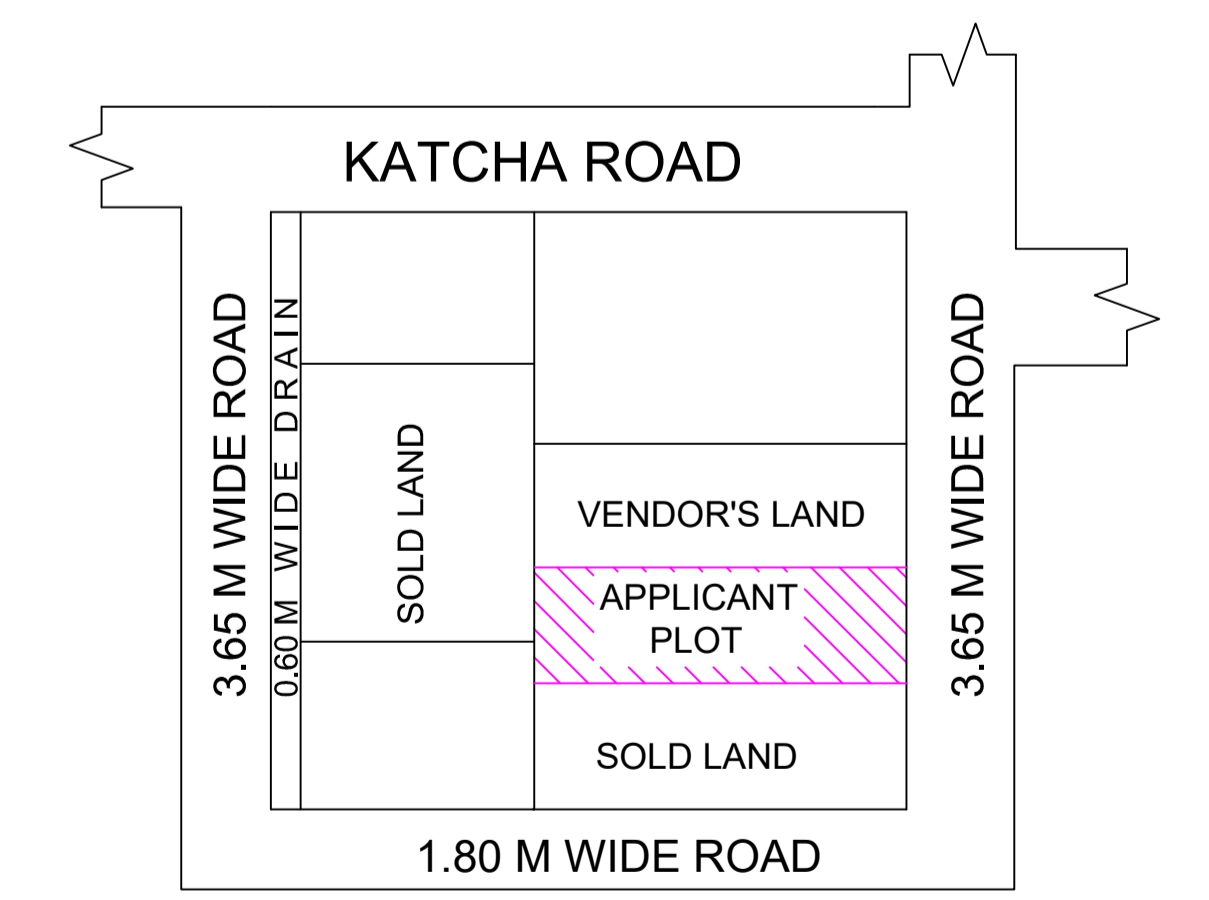 KATCHA ROAD
3.65 M WIDE ROAD
0.60 M WIDE DRAIN
SOLD LAND
VENDOR'S LAND
APPLICANT
PLOT
SOLD LAND
3.65 M WIDE ROAD
1.80 M WIDE ROAD